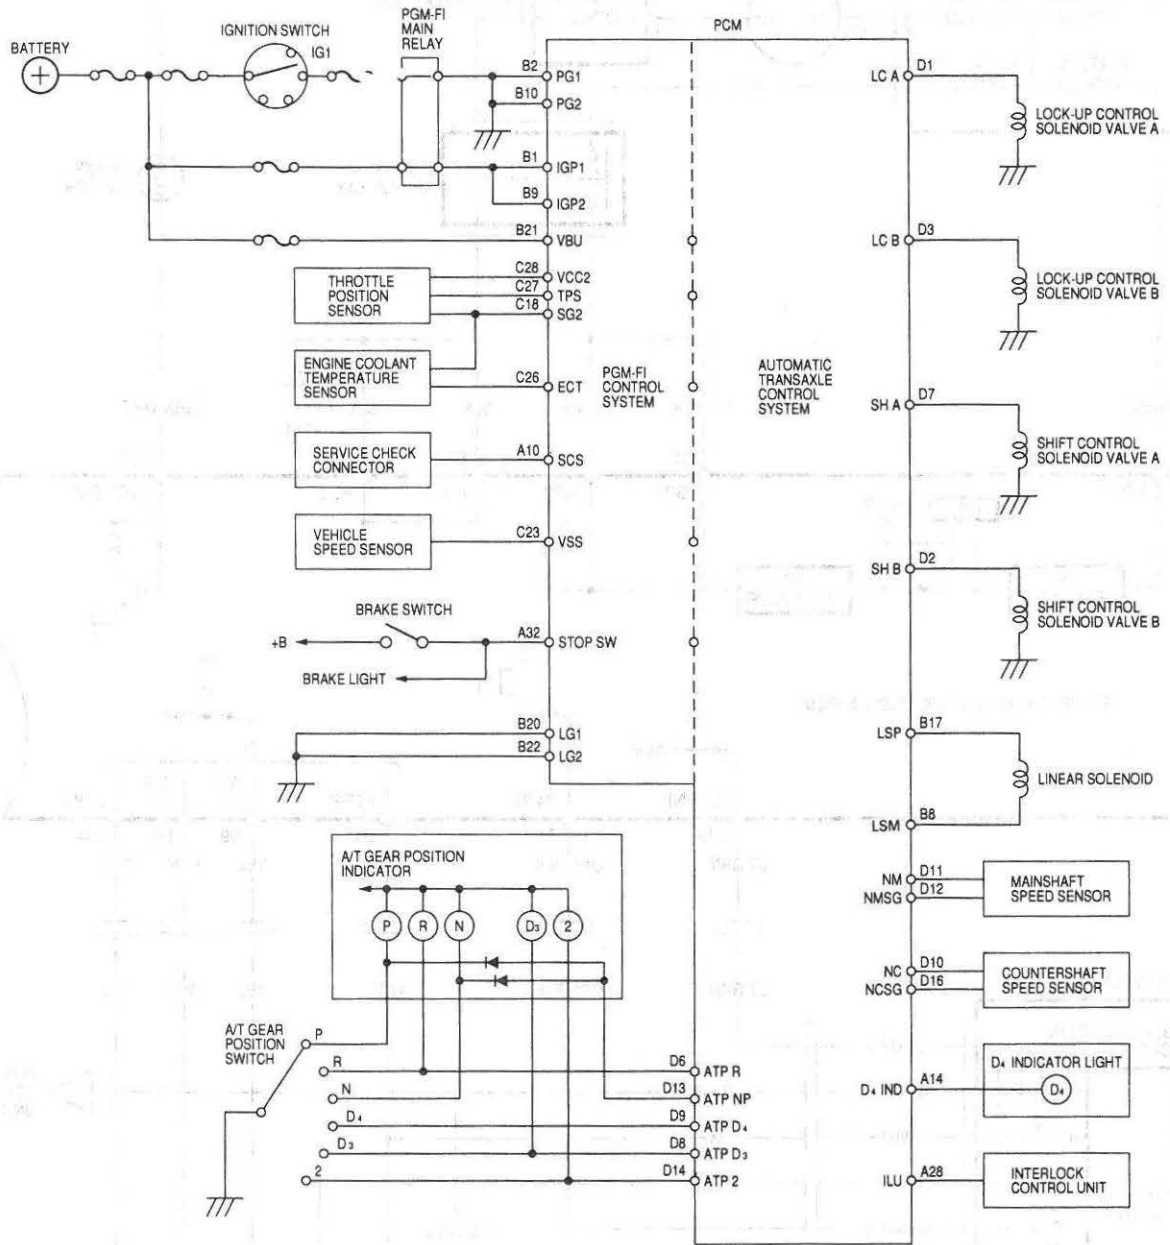 PCM
BATTERY
IGNITION SWITCH
IG1
PGM-FI
MAIN
RELAY
B2
PG1
B10
PG2
B1
IGP1
B9
IGP2
B21
VBU
THROTTLE
POSITION
SENSOR
C28
VCC2
C27
TPS
C18
SG2
ENGINE COOLANT
TEMPERATURE
SENSOR
C26
ECT
SERVICE CHECK
CONNECTOR
A10
SCS
VEHICLE
SPEED SENSOR
C23
VSS
BRAKE SWITCH
+B
A32
STOP SW
BRAKE LIGHT
B20
LG1
B22
LG2
PGM-FI
CONTROL
SYSTEM
AUTOMATIC
TRANSAXLE
CONTROL
SYSTEM
LC A
D1
LOCK-UP CONTROL
SOLENOID VALVE A
LC B
D3
LOCK-UP CONTROL
SOLENOID VALVE B
SH A
D7
SHIFT CONTROL
SOLENOID VALVE A
SH B
D2
SHIFT CONTROL
SOLENOID VALVE B
LSP
B17
LINEAR SOLENOID
LSM
B8
NM
D11
NMSG
D12
MAINSHAFT
SPEED SENSOR
NC
D10
NCSG
D16
COUNTERSHAFT
SPEED SENSOR
D4 INDICATOR LIGHT
D4 IND
A14
D4
ILU
A28
INTERLOCK
CONTROL UNIT
A/T GEAR POSITION
INDICATOR
P
R
N
D3
2
A/T GEAR
POSITION
SWITCH
P
R
N
D4
D3
2
D6
ATP R
D13
ATP NP
D9
ATP D4
D8
ATP D3
D14
ATP 2